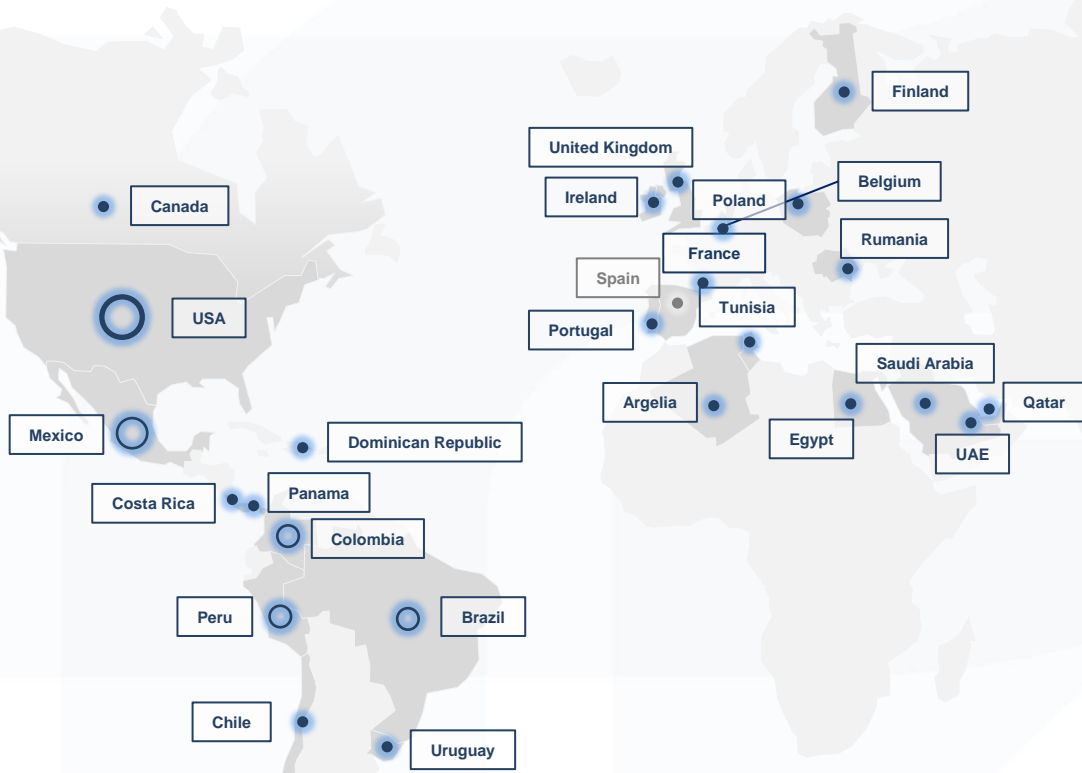 Finland
United Kingdom
Belgium
Ireland
Poland
Canada
Rumania
France
Spain
Tunisia
USA
Portugal
Saudi Arabia
Argelia
Qatar
Mexico
Dominican Republic
Egypt
UAE
Panama
Costa Rica
Colombia
Peru
Brazil
Chile
Uruguay